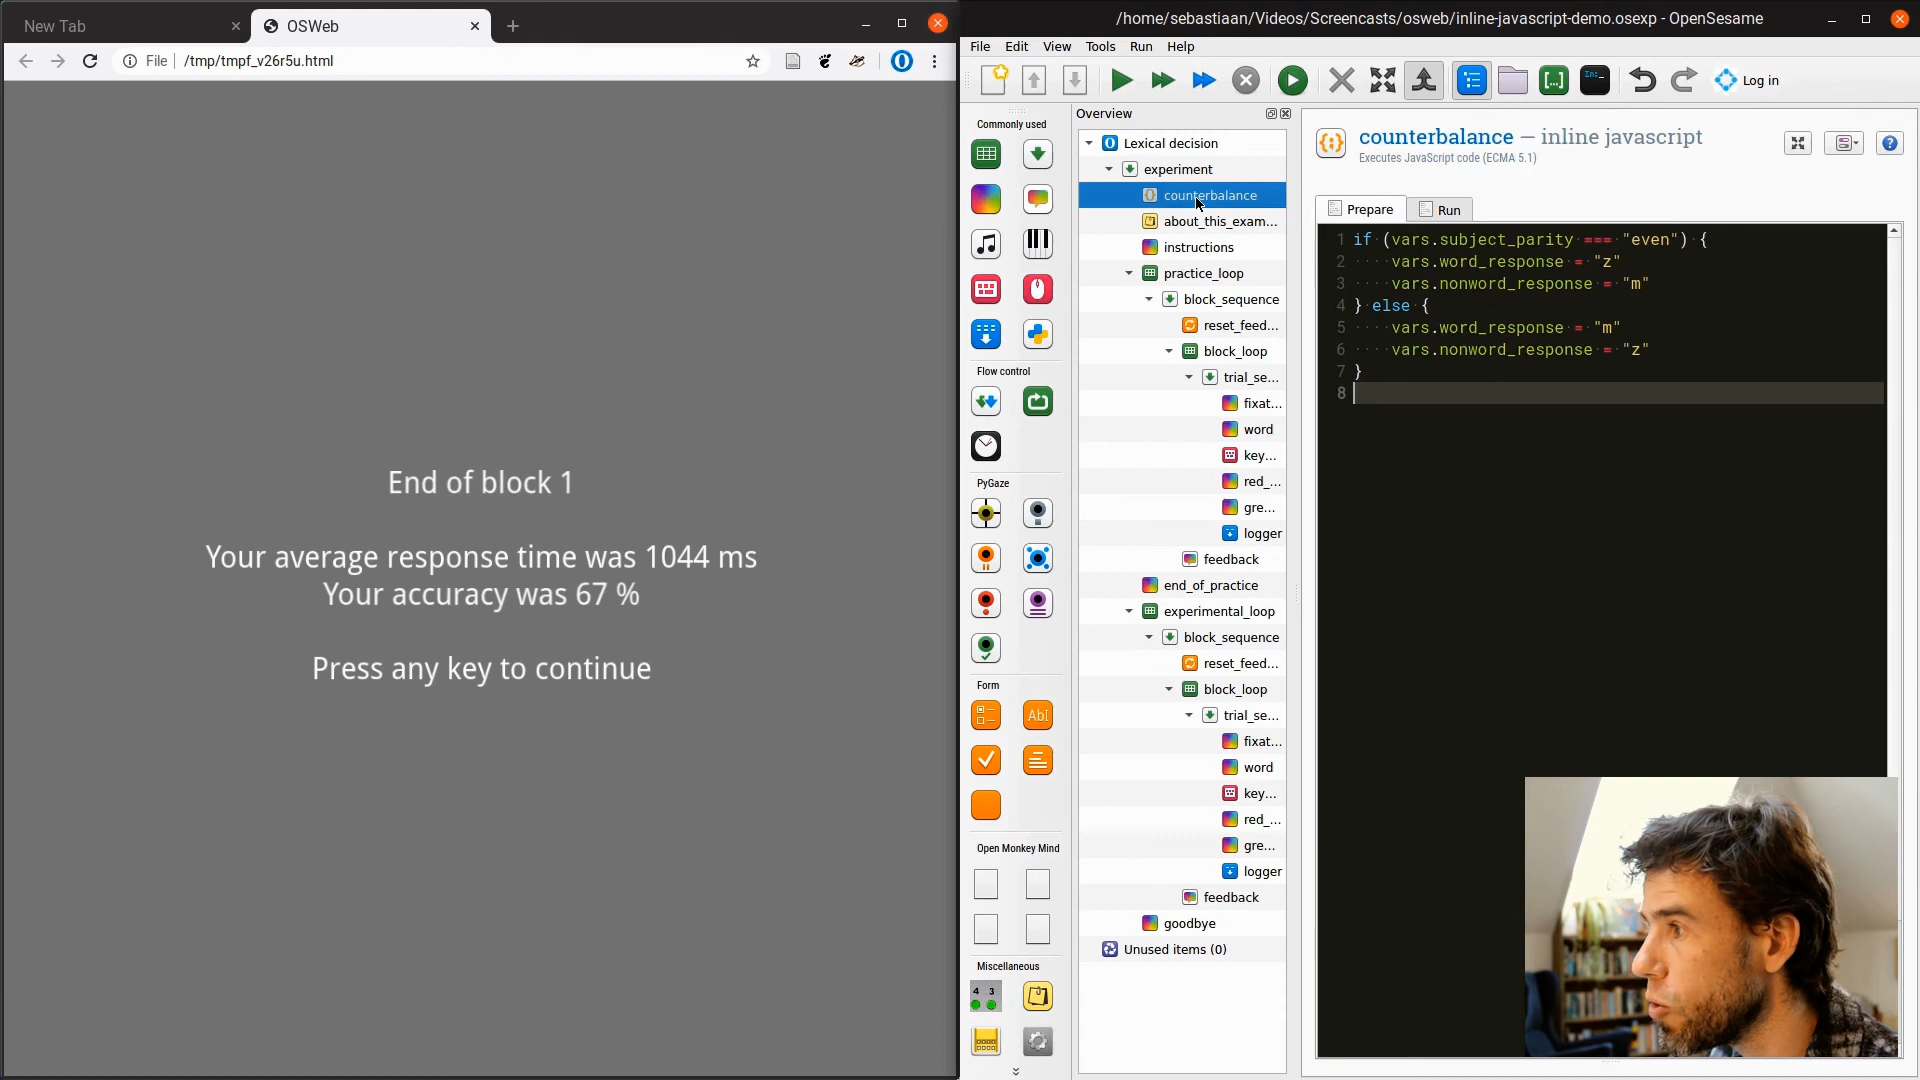 New Tab
OSWeb
File
/tmp/tmpf_v26r5u.html
End of block 1
Your average response time was 1044 ms
Your accuracy was 67 %
Press any key to continue
/home/sebastiaan/Videos/Screencasts/osweb/inline-javascript-demo.osexp - OpenSesame
File Edit View Tools Run Help
Log in
Commonly used
Flow control
PyGaze
Form
Abl
Open Monkey Mind
Miscellaneous
4 3
Overview
Lexical decision
experiment
counterbalance
about_this_exam...
instructions
practice_loop
block_sequence
reset_feed...
block_loop
trial_se...
fixat...
word
key...
red_...
gre...
logger
feedback
end_of_practice
experimental_loop
block_sequence
reset_feed...
block_loop
trial_se...
fixat...
word
key...
red_...
gre...
logger
feedback
goodbye
Unused items (0)
counterbalance — inline javascript
Executes JavaScript code (ECMA 5.1)
Prepare
Run
1 if (vars.subject_parity === "even") {
2 vars.word_response = "z"
3 vars.nonword_response = "m"
4 } else {
5 vars.word_response = "m"
6 vars.nonword_response = "z"
7 }
8